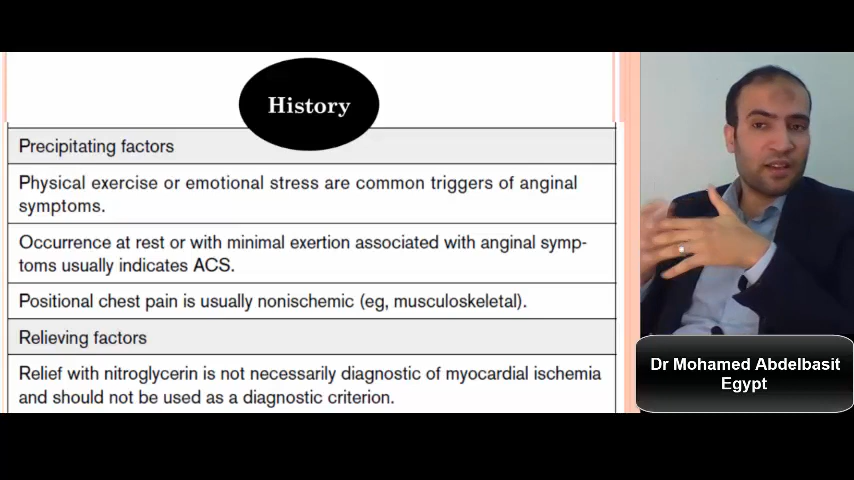 History
Precipitating factors
Physical exercise or emotional stress are common triggers of anginal
symptoms.
Occurrence at rest or with minimal exertion associated with anginal symp-
toms usually indicates ACS.
Positional chest pain is usually nonischemic (eg, musculoskeletal).
Relieving factors
Relief with nitroglycerin is not necessarily diagnostic of myocardial ischemia
and should not be used as a diagnostic criterion.
Dr Mohamed Abdelbasit
Egypt